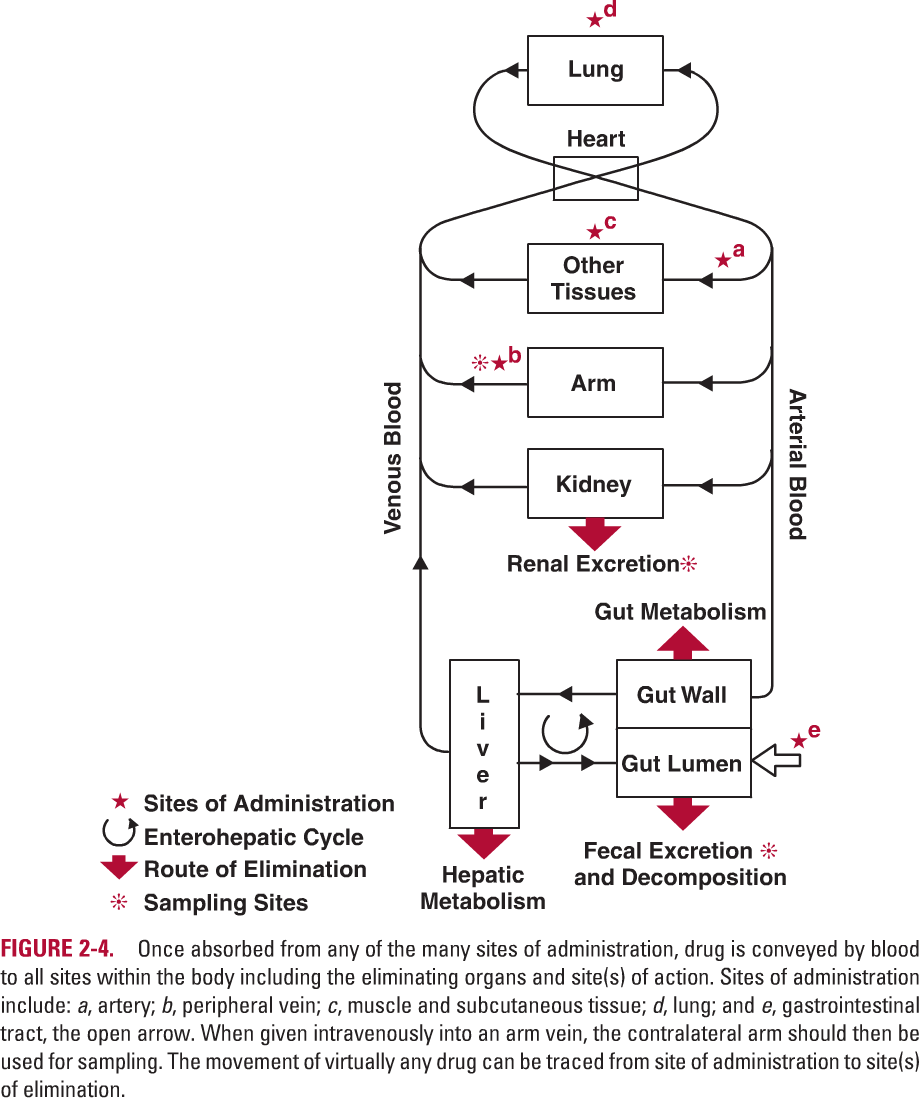 ★d
Lung
Heart
★c
★a
Other
Tissues
★b
Arm
Venous Blood
Arterial Blood
Kidney
Renal Excretion
Gut Metabolism
Liver
Gut Wall
★e
Gut Lumen
★ Sites of Administration
Enterohepatic Cycle
Route of Elimination
Sampling Sites
Hepatic
Metabolism
Fecal Excretion
and Decomposition
FIGURE 2-4. Once absorbed from any of the many sites of administration, drug is conveyed by blood
to all sites within the body including the eliminating organs and site(s) of action. Sites of administration
include: a, artery; b, peripheral vein; c, muscle and subcutaneous tissue; d, lung; and e, gastrointestinal
tract, the open arrow. When given intravenously into an arm vein, the contralateral arm should then be
used for sampling. The movement of virtually any drug can be traced from site of administration to site(s)
of elimination.